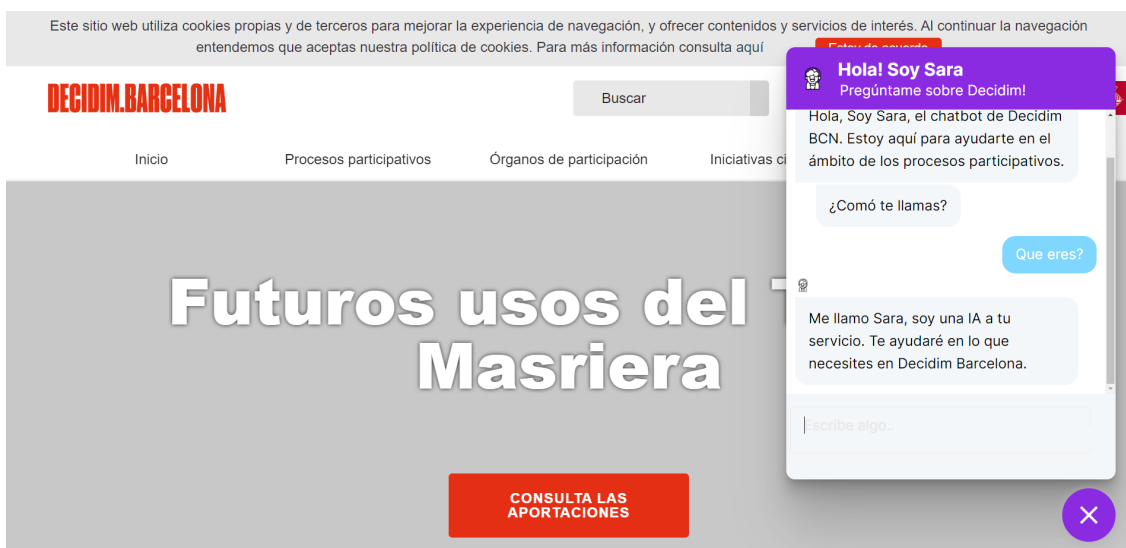 Este sitio web utiliza cookies propias y de terceros para mejorar la experiencia de navegación, y ofrecer contenidos y servicios de interés. Al continuar la navegación
entendemos que aceptas nuestra política de cookies. Para más información consulta aquí
Estoy de acuerdo
DECIDIM.BARCELONA
Buscar
Inicio
Procesos participativos
Órganos de participación
Iniciativas
Futuros usos del
Masriera
CONSULTA LAS
APORTACIONES
Hola! Soy Sara
Pregúntame sobre Decidim!
Hola, Soy Sara, el chatbot de Decidim
BCN. Estoy aquí para ayudarte en el
ámbito de los procesos participativos.
¿Comó te llamas?
Que eres?
Me llamo Sara, soy una IA a tu
servicio. Te ayudaré en lo que
necesites en Decidim Barcelona.
Escribe algo..